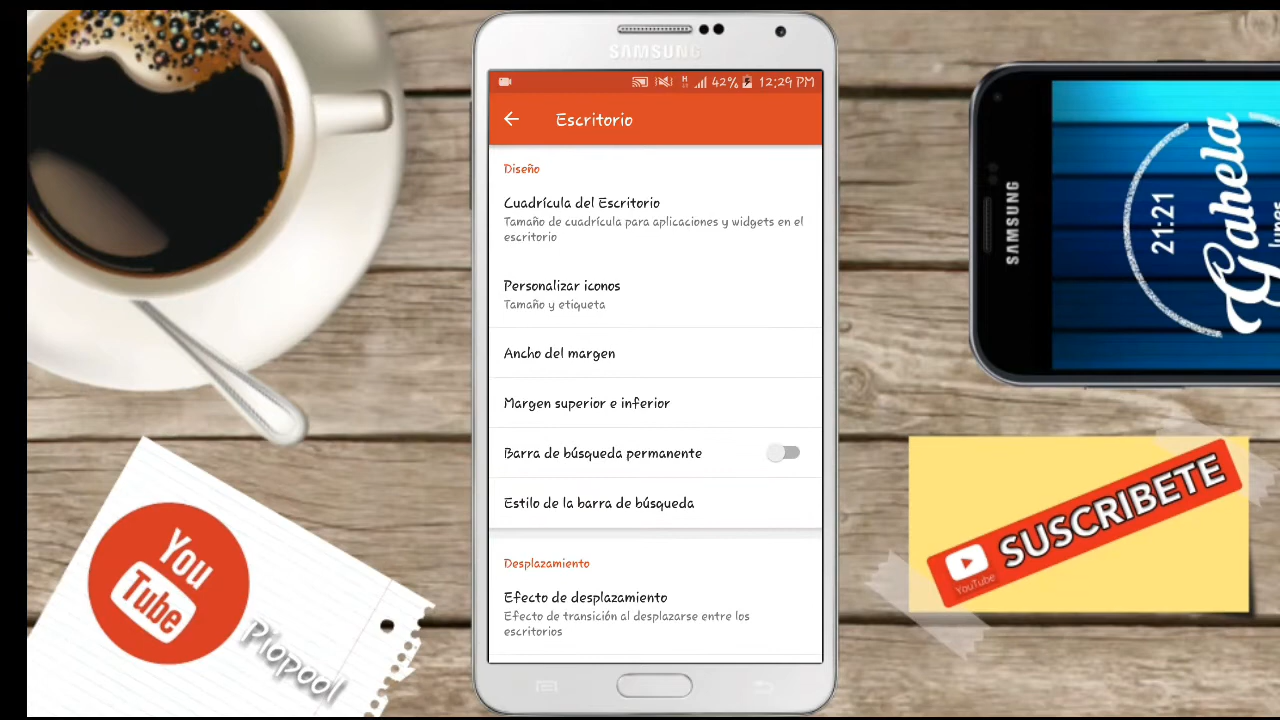 SAMSUNG
42% 12:29 PM
Escritorio
Diseño
Cuadrícula del Escritorio
Tamaño de cuadrícula para aplicaciones y widgets en el
escritorio
Personalizar iconos
Tamaño y etiqueta
Ancho del margen
Margen superior e inferior
Barra de búsqueda permanente
Estilo de la barra de búsqueda
Desplazamiento
Efecto de desplazamiento
Efecto de transición al desplazarse entre los
escritorios
SAMSUNG
21:21
Gahela
lunes
You
Tube
Piopool
SUSCRIBETE
YouTube